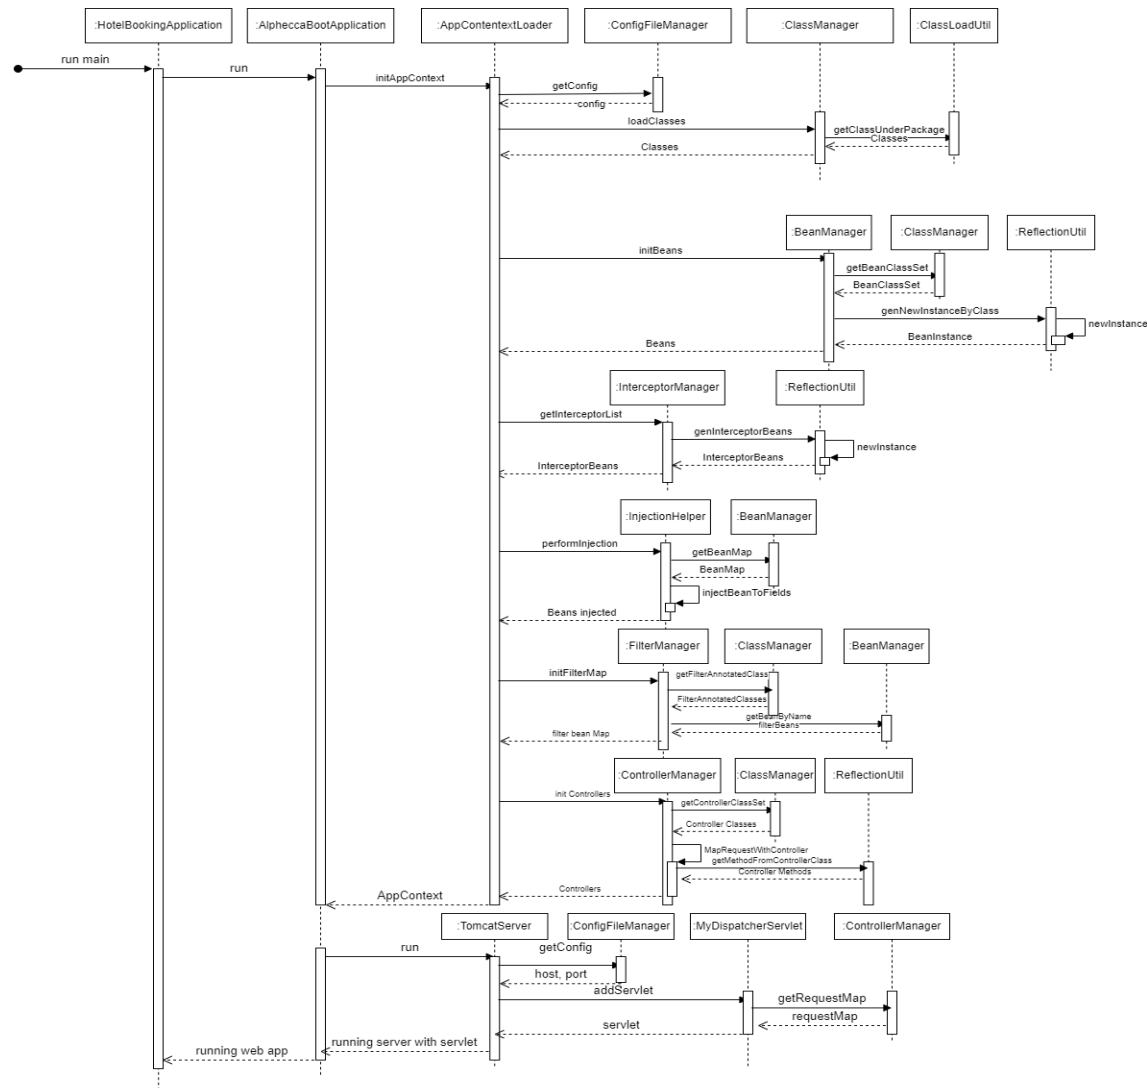 :HotelBookingApplication
:AlpheccaBootApplication
:AppContentextLoader
:ConfigFileManager
:ClassManager
:ClassLoadUtil
run main
run
initAppContext
getConfig
config
loadClasses
getClassUnderPackage
Classes
Classes
:BeanManager
:ClassManager
:ReflectionUtil
initBeans
getBeanClassSet
BeanClassSet
genNewInstanceByClass
newInstance
BeanInstance
Beans
:InterceptorManager
:ReflectionUtil
getInterceptorList
genInterceptorBeans
newInstance
InterceptorBeans
InterceptorBeans
:InjectionHelper
:BeanManager
performInjection
getBeanMap
BeanMap
injectBeanToFields
Beans injected
:FilterManager
:ClassManager
:BeanManager
initFilterMap
getFilterAnnotatedClass
FilterAnnotatedClasses
getBeanByName
filterBeans
filter bean Map
:ControllerManager
:ClassManager
:ReflectionUtil
init Controllers
getControllerClassSet
Controller Classes
MapRequestWithController
getMethodFromControllerClass
Controller Methods
Controllers
AppContext
:TomcatServer
:ConfigFileManager
:MyDispatcherServlet
:ControllerManager
run
getConfig
host, port
addServlet
getRequestMap
requestMap
servlet
running server with servlet
running web app